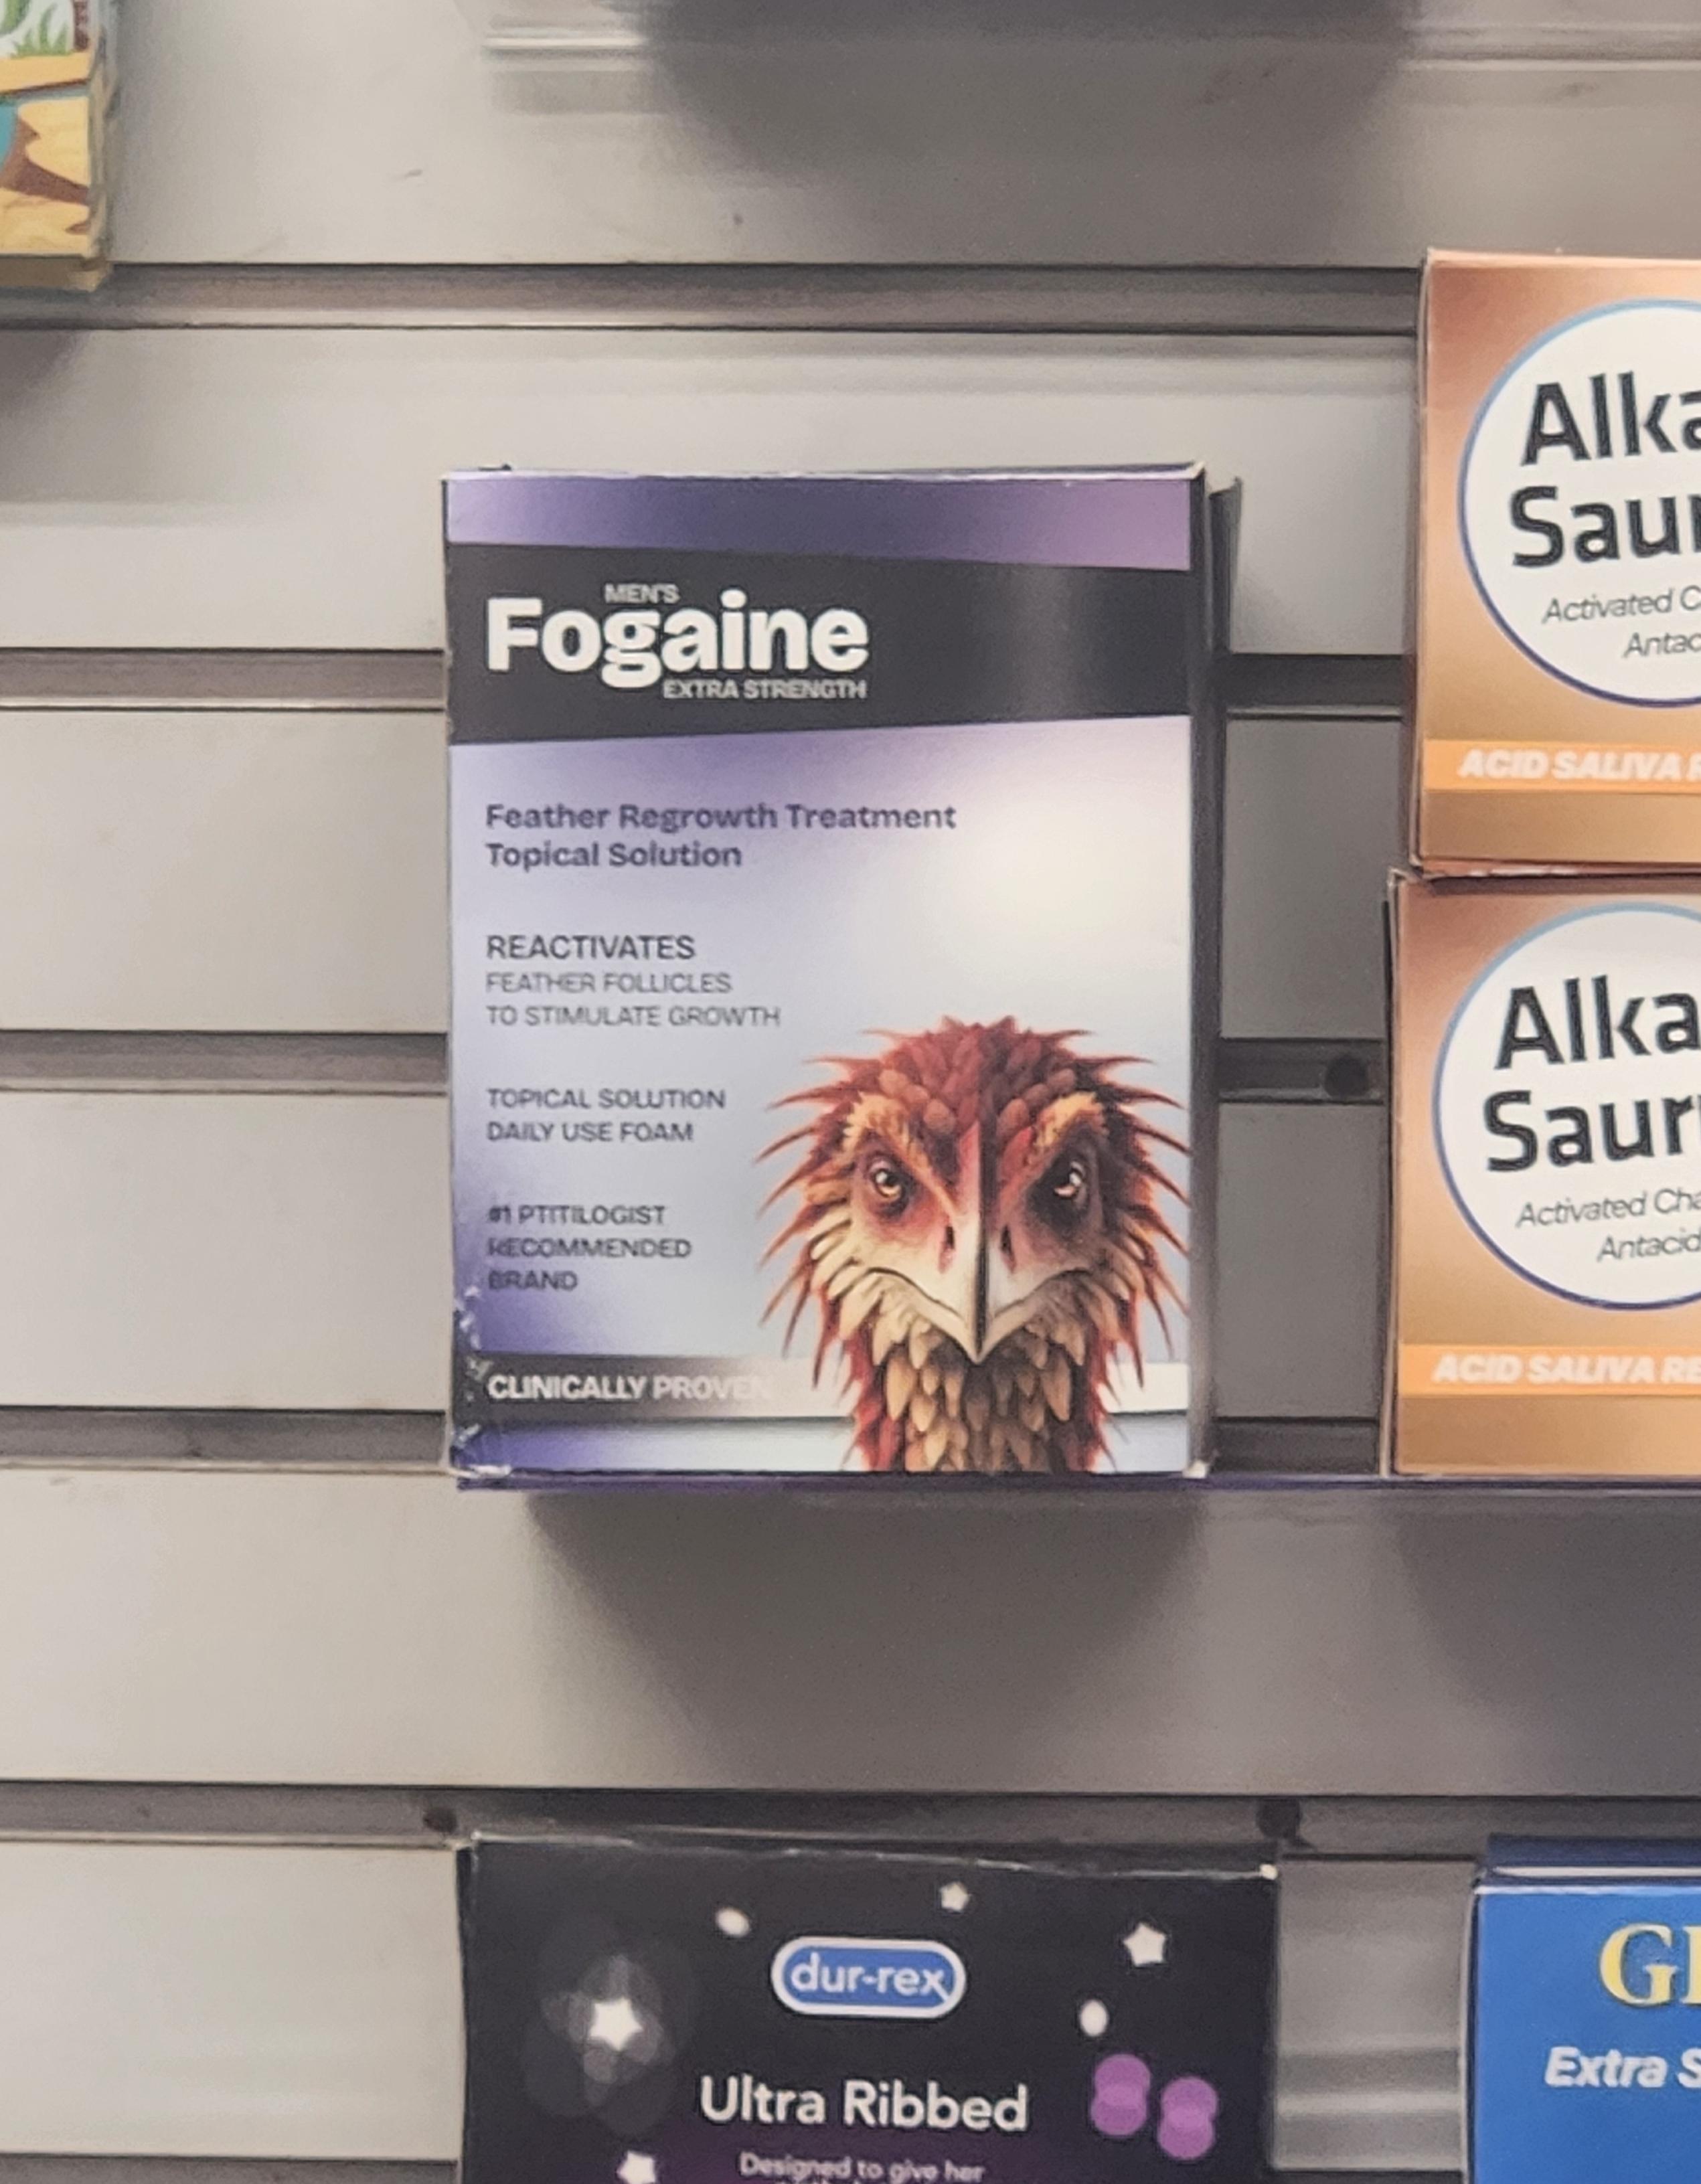 MEN'S
Fogaine
EXTRA STRENGTH
Feather Regrowth Treatment
Topical Solution
REACTIVATES
FEATHER FOLLICLES
TO STIMULATE GROWTH
TOPICAL SOLUTION
DAILY USE FOAM
#1 PTITILOGIST
RECOMMENDED
BRAND
CLINICALLY PROVEN
Alka
Saur
Activated C
Antac
ACID SALIVA R
Alka
Saur
Activated Cha
Antacid
ACID SALIVA RE
dur-rex
Ultra Ribbed
Designed to give her
G
Extra S